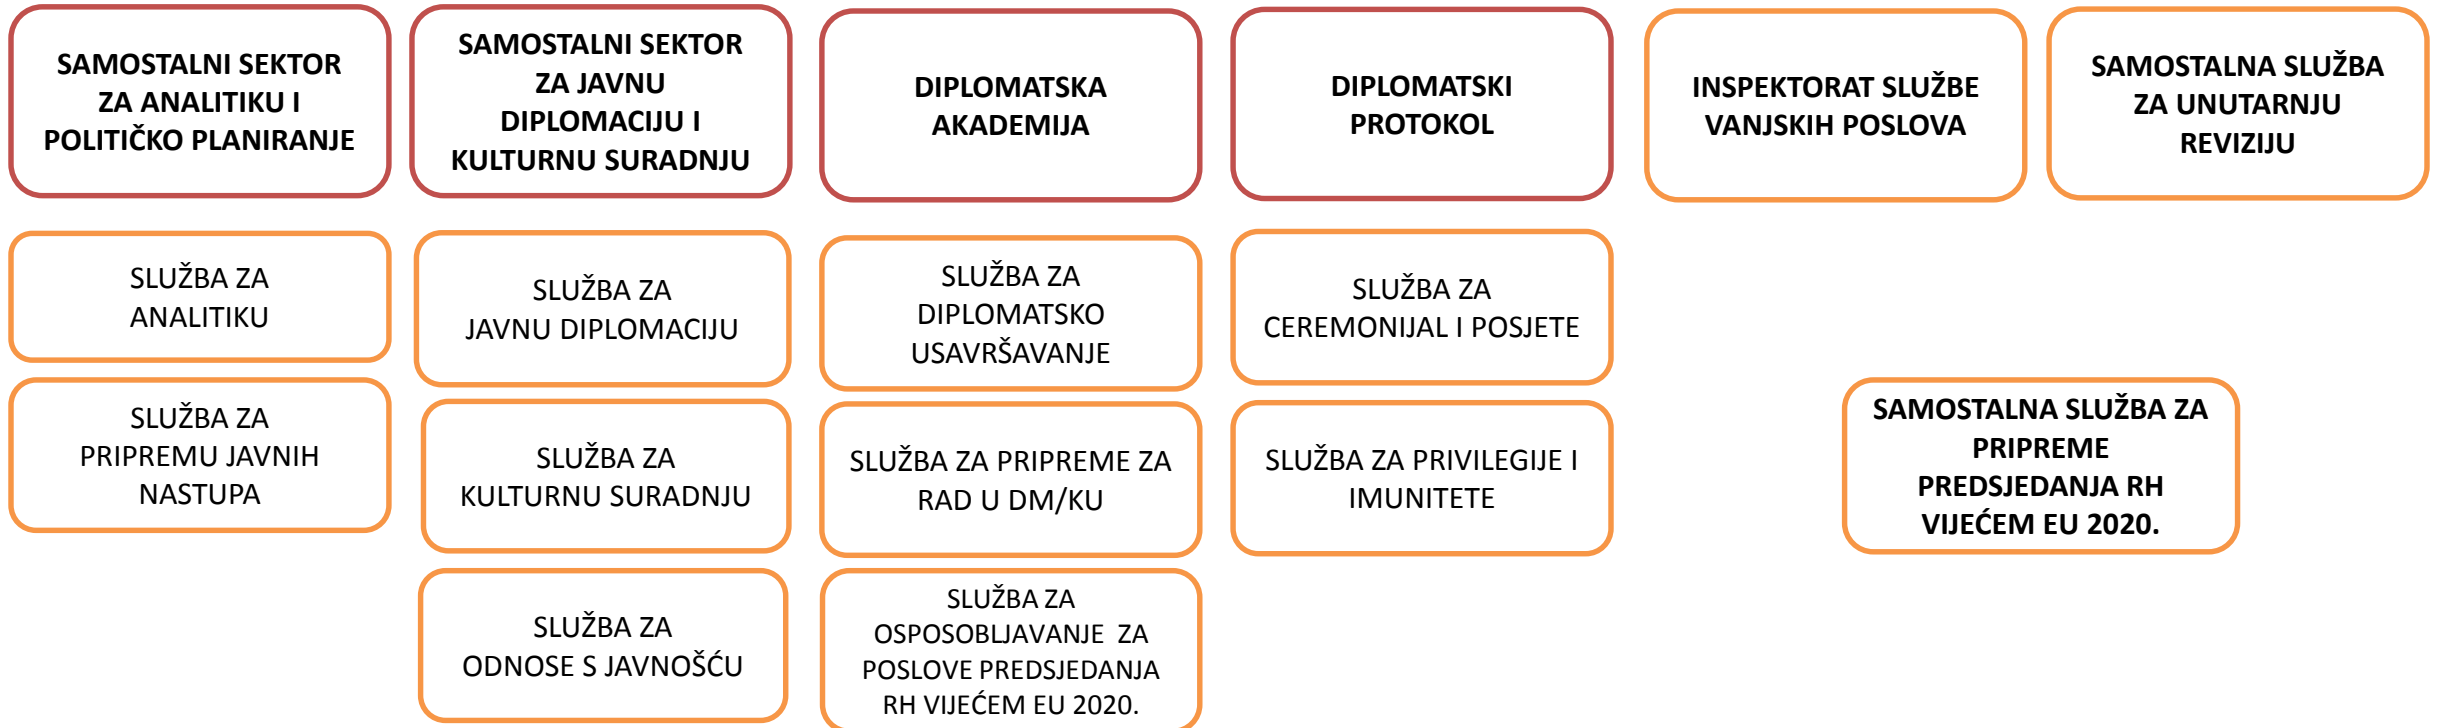 SAMOSTALNI SEKTOR
ZA ANALITIKU I
POLITIČKO PLANIRANJE
SAMOSTALNI SEKTOR
ZA JAVNU
DIPLOMACIJU I
KULTURNU SURADNJU
DIPLOMATSKA
AKADEMIJA
DIPLOMATSKI
PROTOKOL
INSPEKTORAT SLUŽBE
VANJSKIH POSLOVA
SAMOSTALNA SLUŽBA
ZA UNUTARNJU
REVIZIJU
SLUŽBA ZA
ANALITIKU
SLUŽBA ZA
JAVNU DIPLOMACIJU
SLUŽBA ZA
DIPLOMATSKO
USAVRŠAVANJE
SLUŽBA ZA
CEREMONIJAL I POSJETE
SLUŽBA ZA
PRIPREMU JAVNIH
NASTUPA
SLUŽBA ZA
KULTURNU SURADNJU
SLUŽBA ZA PRIPREME ZA
RAD U DM/KU
SLUŽBA ZA PRIVILEGIJE I
IMUNITETE
SAMOSTALNA SLUŽBA ZA
PRIPREME
PREDSJEDANJA RH
VIJEĆEM EU 2020.
SLUŽBA ZA
ODNOSE S JAVNOŠĆU
SLUŽBA ZA
OSPOSOBLJAVANJE ZA
POSLOVE PREDSJEDANJA
RH VIJEĆEM EU 2020.